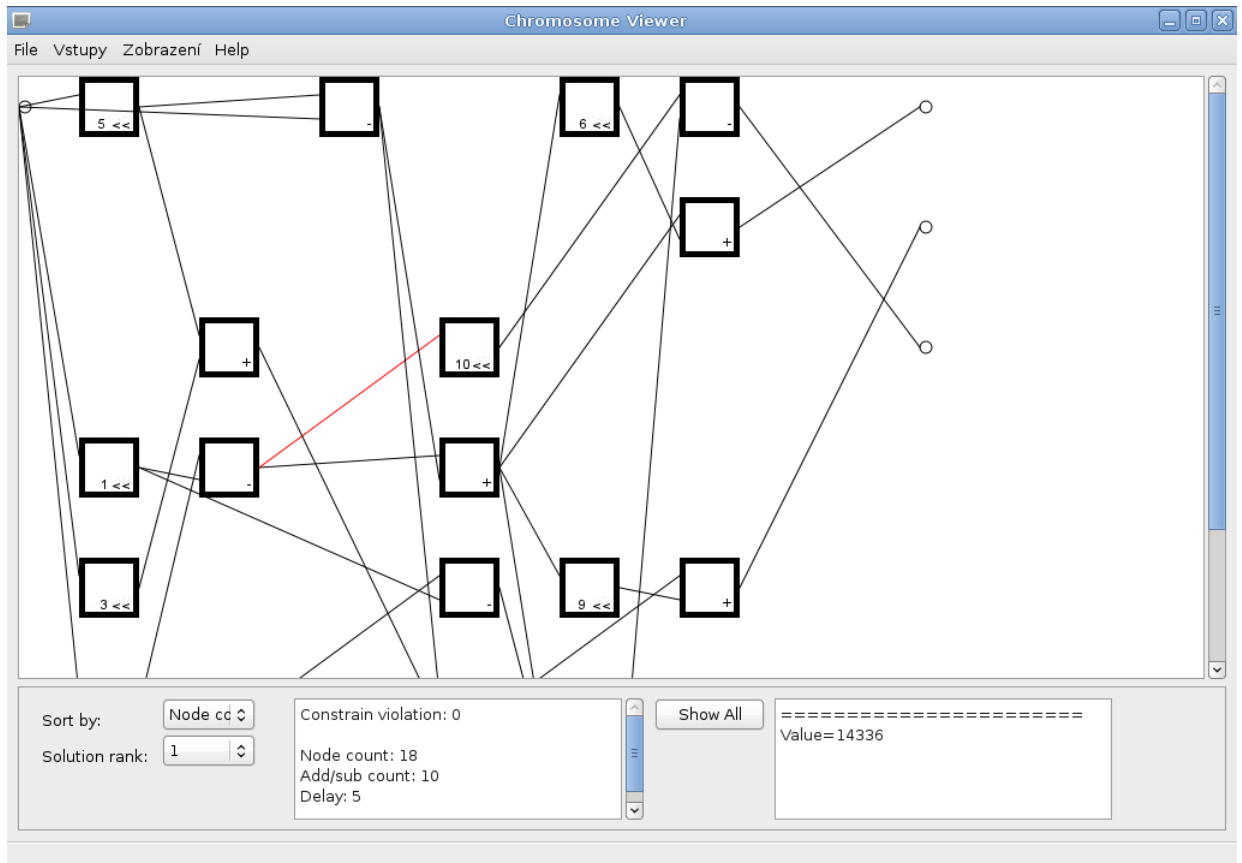 Chromosome Viewer
File Vstupy Zobrazení Help
5 <<
-
6 <<
-
+
+
10 <<
1 <<
-
+
3 <<
-
9 <<
+
Sort by:
Node cc
Solution rank:
1
Constrain violation: 0
Node count: 18
Add/sub count: 10
Delay: 5
Show All
=======================
Value=14336